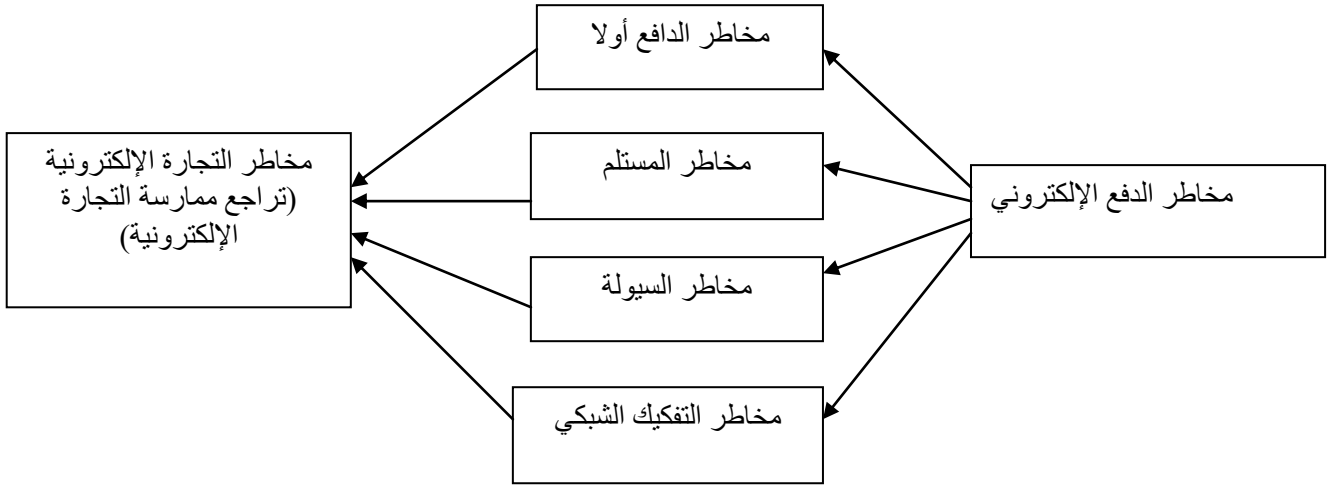 مخاطر الدفع الإلكتروني
مخاطر الدافع أولا
مخاطر المستلم
مخاطر السيولة
مخاطر التفكيك الشبكي
مخاطر التجارة الإلكترونية
(تراجع ممارسة التجارة
الإلكترونية)